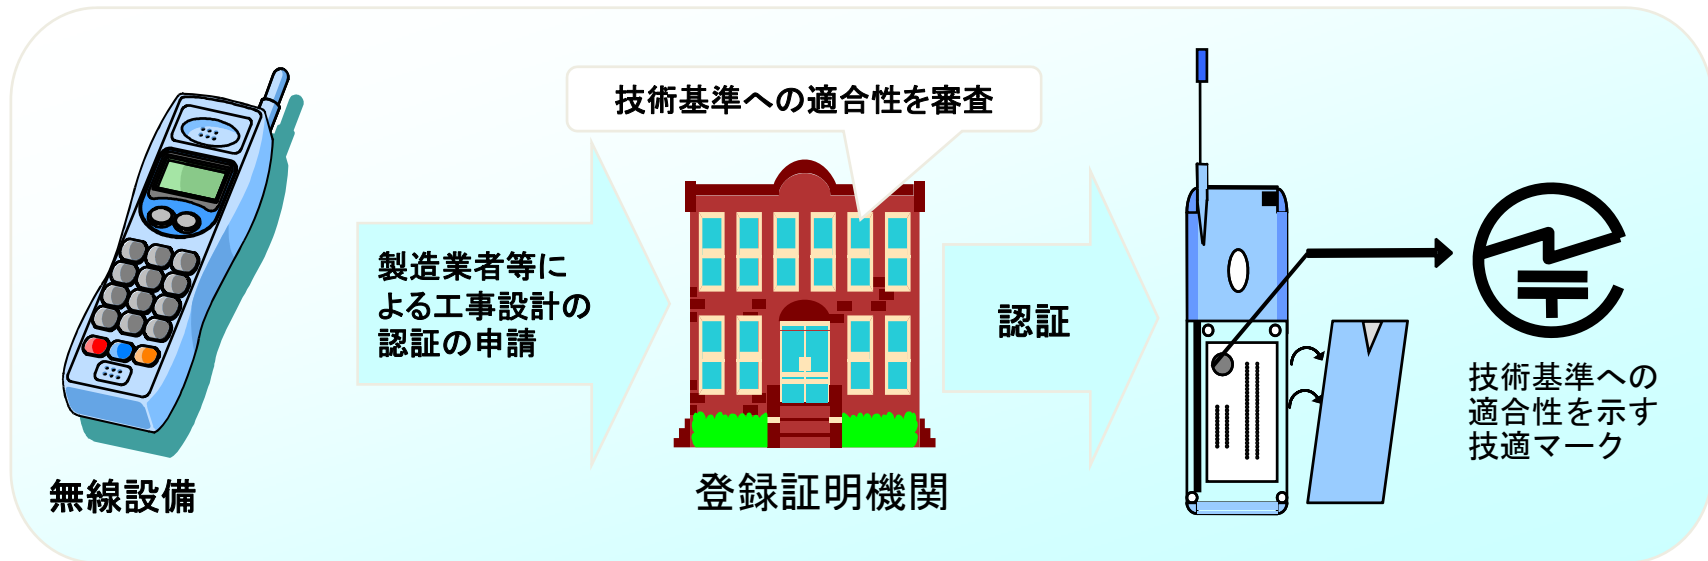 技術基準への適合性を審査
製造業者等に
よる工事設計の
認証の申請
認証
無線設備
登録証明機関
技術基準への
適合性を示す
技適マーク